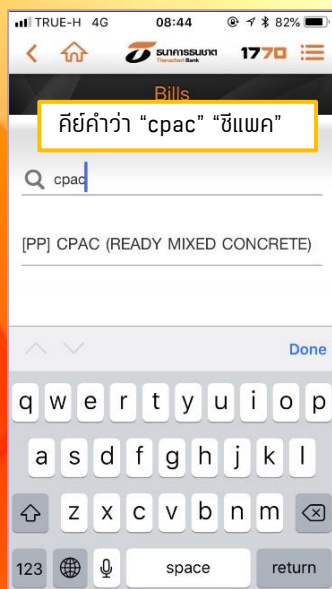 TRUE-H 4G 08:44 82%
ธนาคารธนชาต
Thanachart Bank
1770
Bills
คีย์คำว่า “cpac” “ซีแพค”
cpac
[PP] CPAC (READY MIXED CONCRETE)
Done
q w e r t y u i o p
a s d f g h j k l
z x c v b n m
123 space return